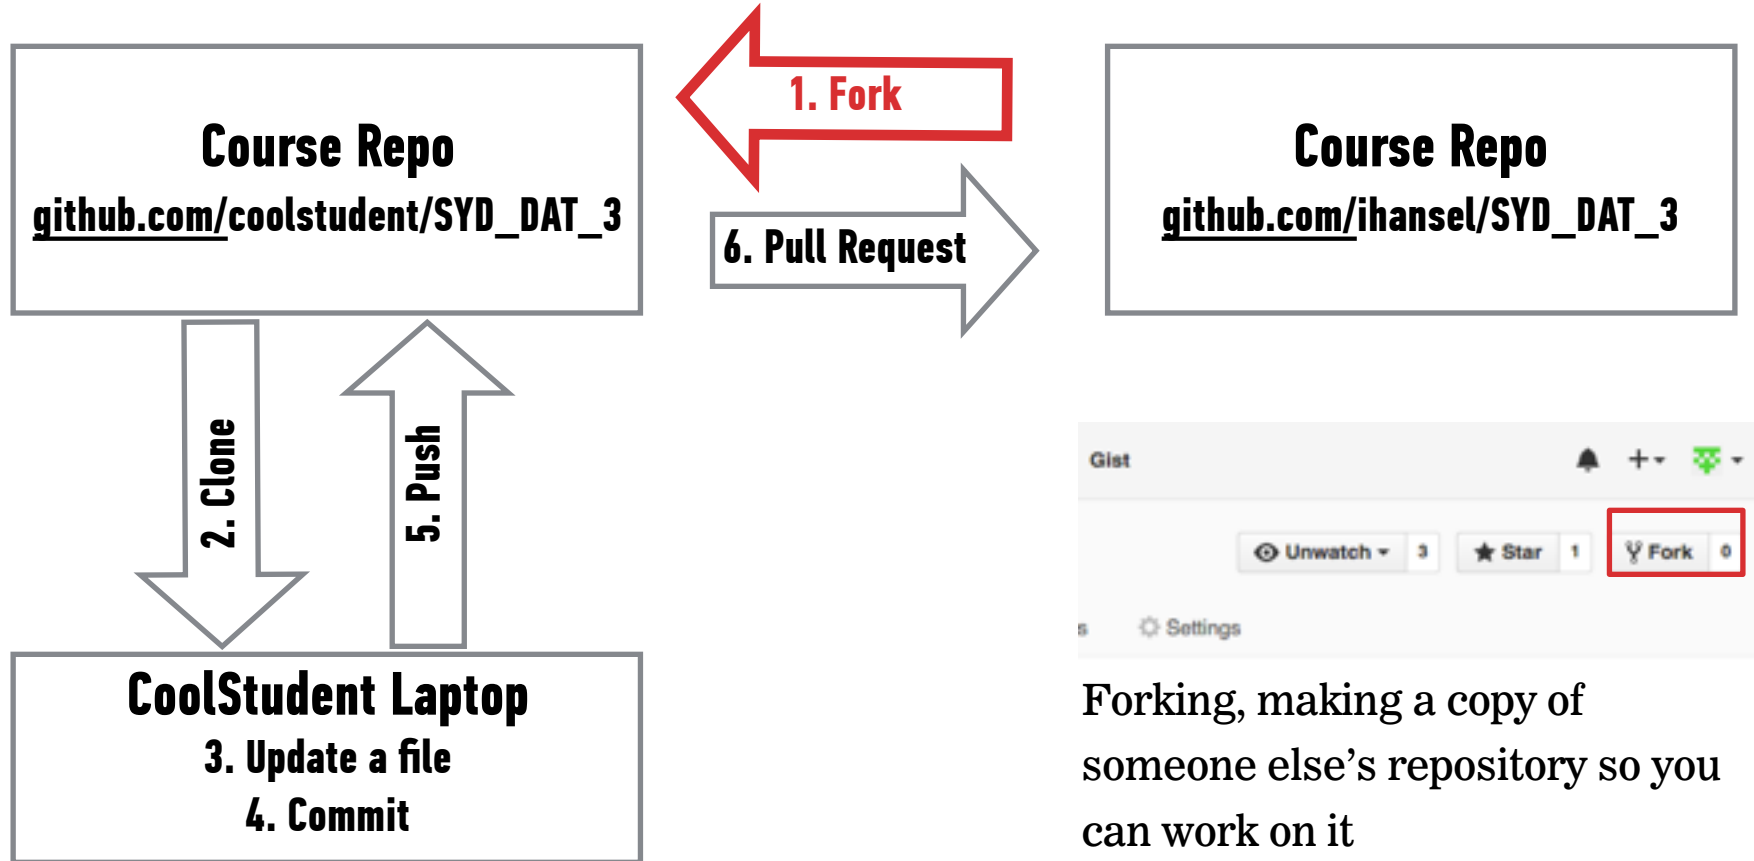 Course Repo
github.com/coolstudent/SYD_DAT_3
1. Fork
6. Pull Request
Course Repo
github.com/ihansel/SYD_DAT_3
2. Clone
5. Push
CoolStudent Laptop
3. Update a file
4. Commit
Gist
Unwatch 3 Star 1 Fork 0
s Settings
Forking, making a copy of
someone else’s repository so you
can work on it